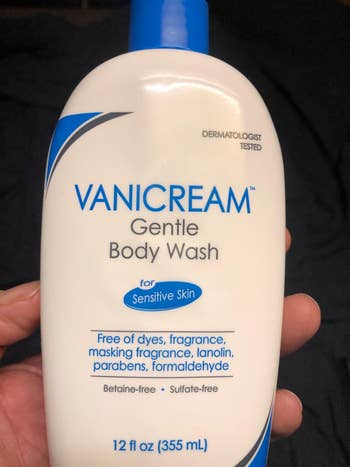 DERMATOLOGIST
TESTED
VANICREAM™
Gentle
Body Wash
for
Sensitive Skin
Free of dyes, fragrance,
masking fragrance, lanolin,
parabens, formaldehyde
Betaine-free • Sulfate-free
12 fl oz (355 mL)